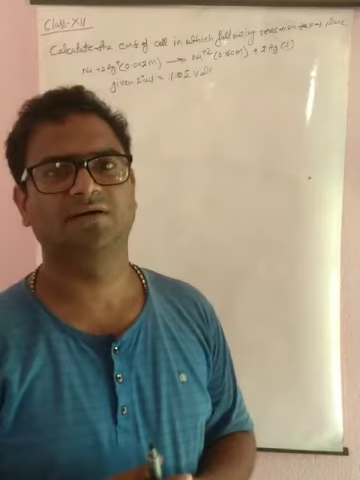 Class-XII
Calculate the emf of cell in which following reaction takes place
Ni + 2Ag⁺(0.002M) → Ni⁺² (0.160M) + 2Ag(s)
given E°cell = 1.05 Volt